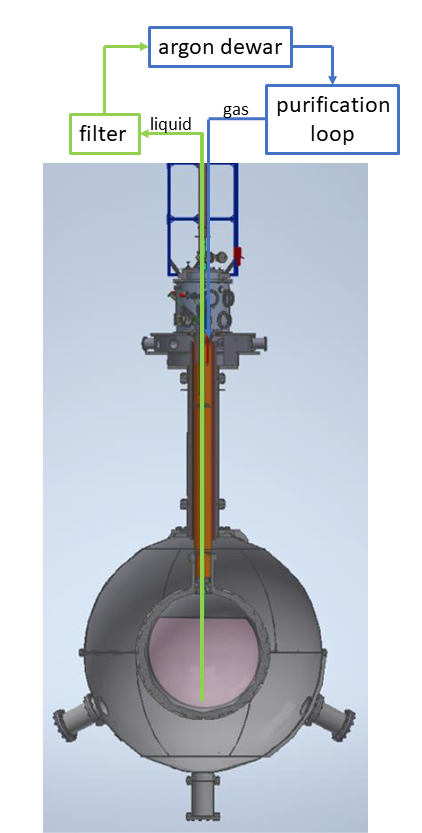 argon dewar
gas
purification
loop
liquid
filter